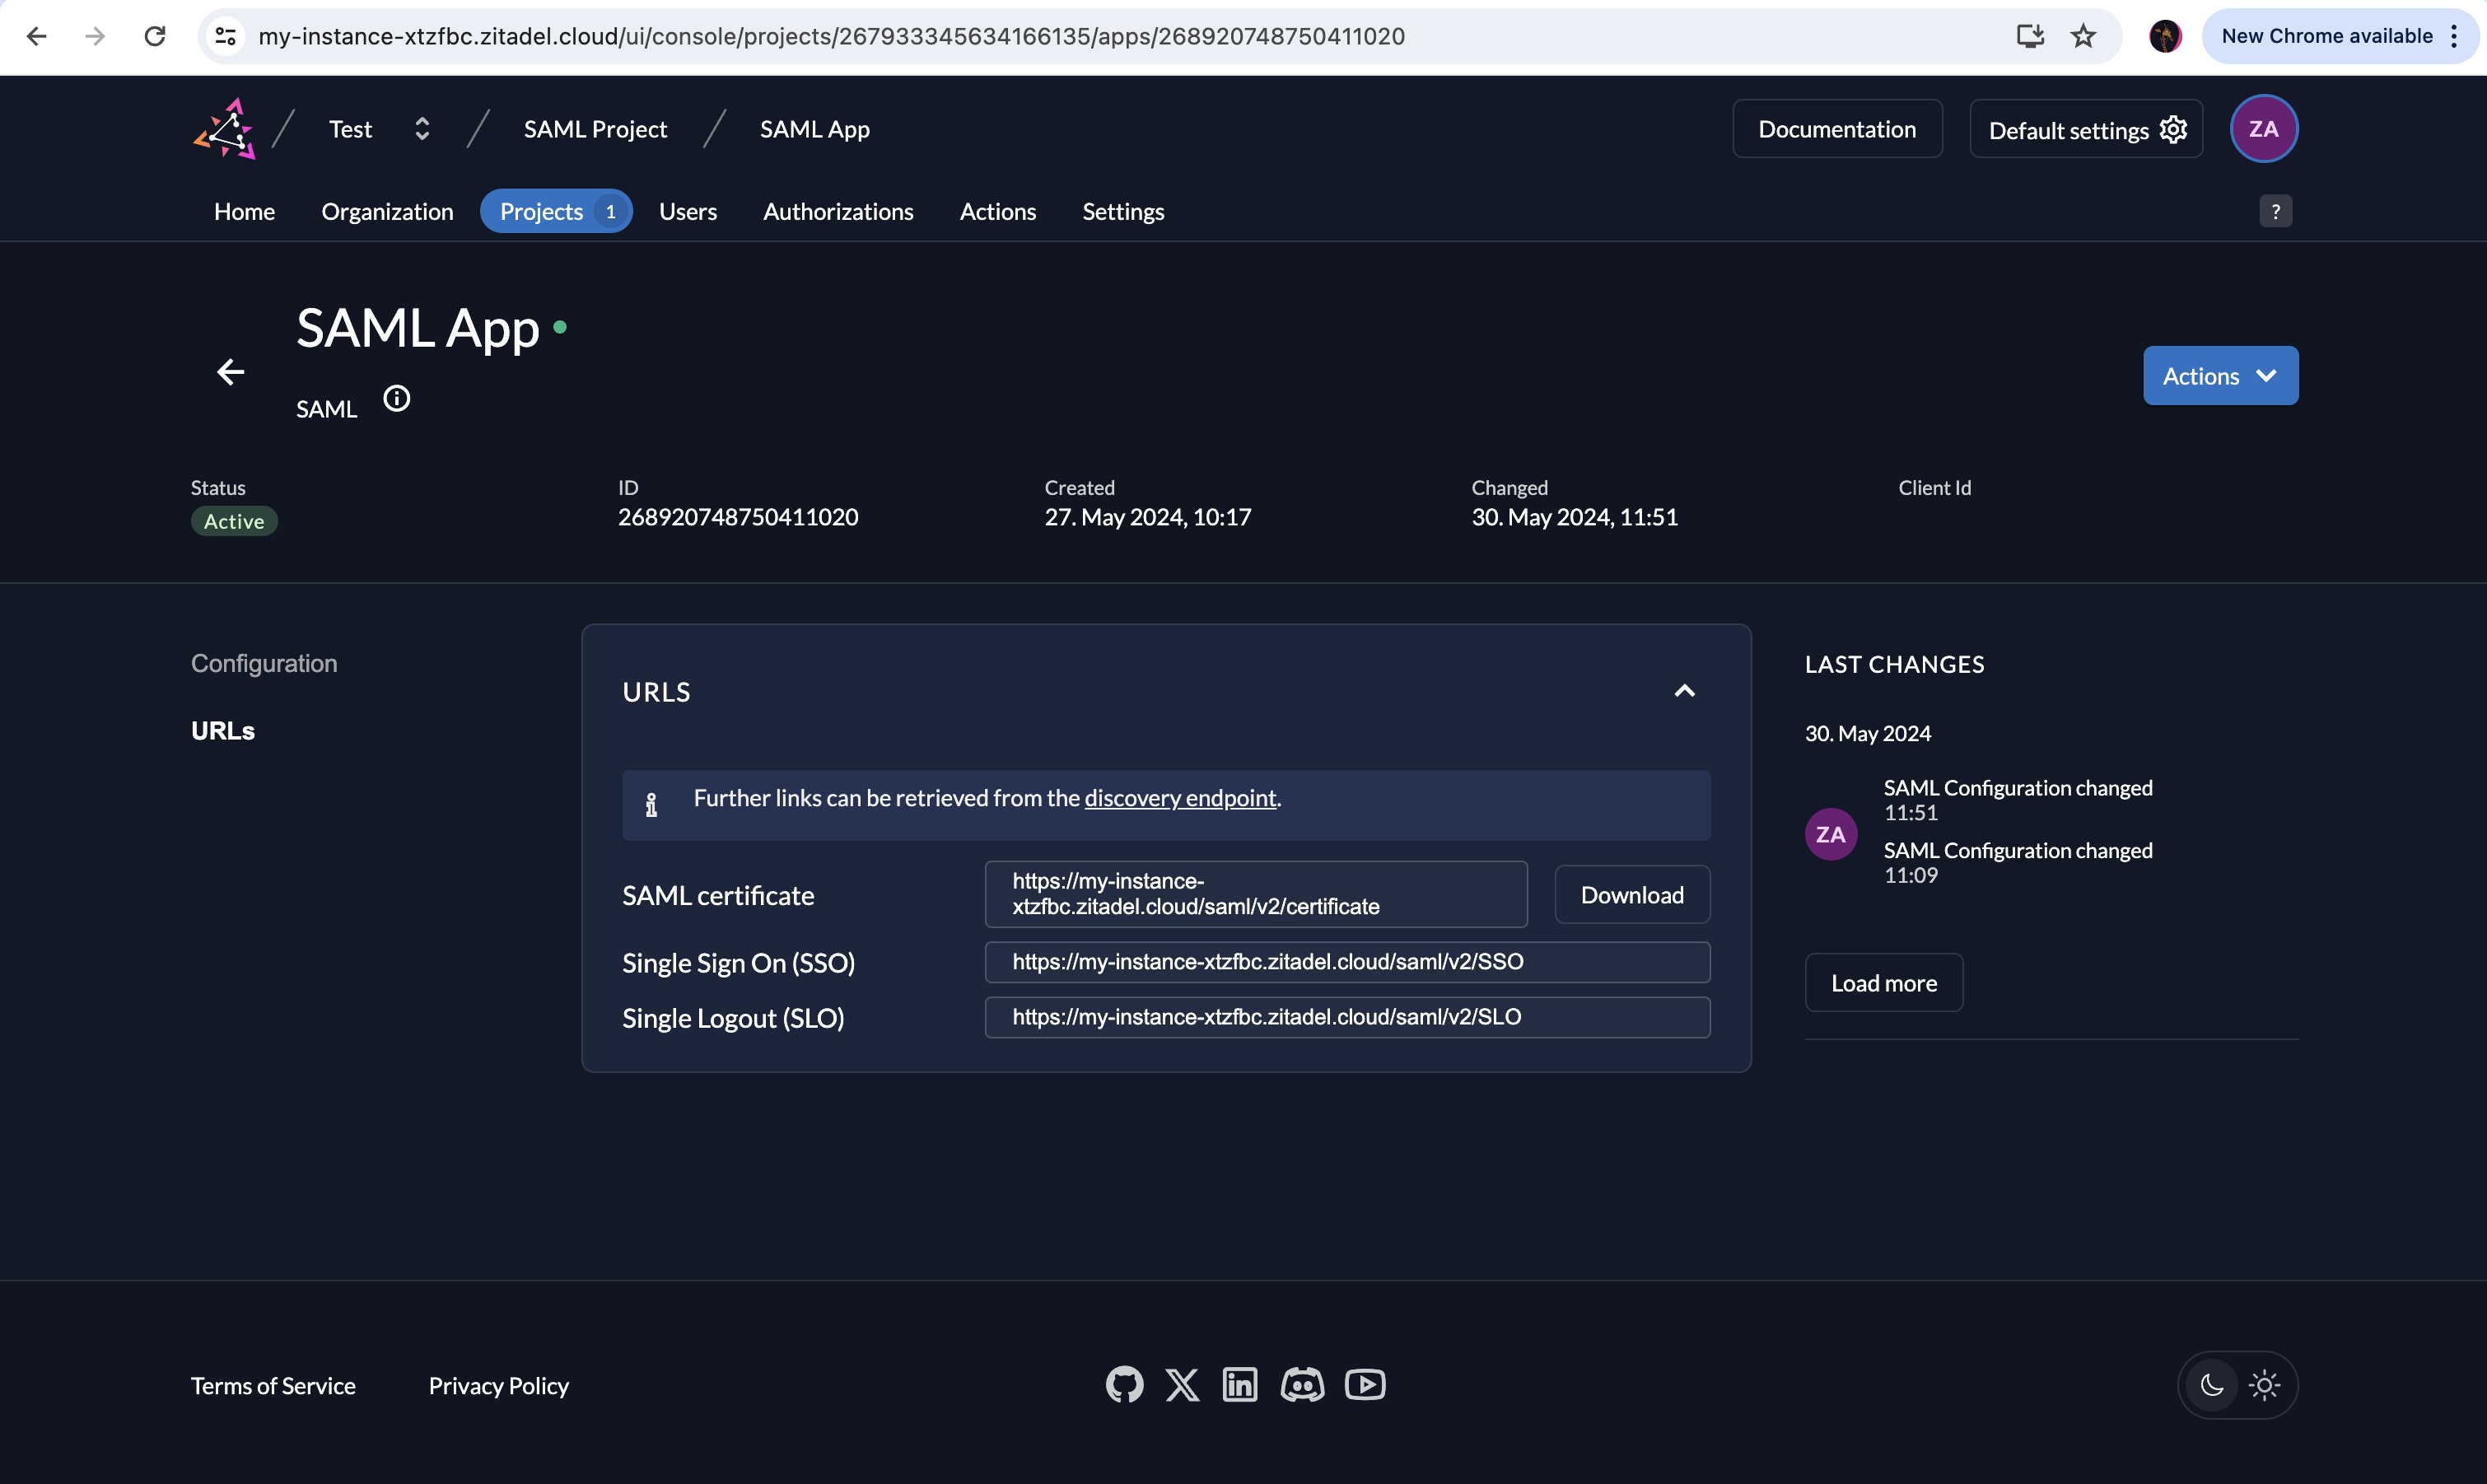 my-instance-xtzfbc.zitadel.cloud/ui/console/projects/267933345634166135/apps/268920748750411020
New Chrome available
Test
SAML Project
SAML App
Documentation
Default settings
ZA
Home
Organization
Projects 1
Users
Authorizations
Actions
Settings
?
SAML App
SAML
Actions
Status
Active
ID
268920748750411020
Created
27. May 2024, 10:17
Changed
30. May 2024, 11:51
Client Id
Configuration
URLs
URLS
Further links can be retrieved from the discovery endpoint.
SAML certificate
https://my-instance-
xtzfbc.zitadel.cloud/saml/v2/certificate
Download
Single Sign On (SSO)
https://my-instance-xtzfbc.zitadel.cloud/saml/v2/SSO
Single Logout (SLO)
https://my-instance-xtzfbc.zitadel.cloud/saml/v2/SLO
LAST CHANGES
30. May 2024
ZA
SAML Configuration changed
11:51
SAML Configuration changed
11:09
Load more
Terms of Service
Privacy Policy